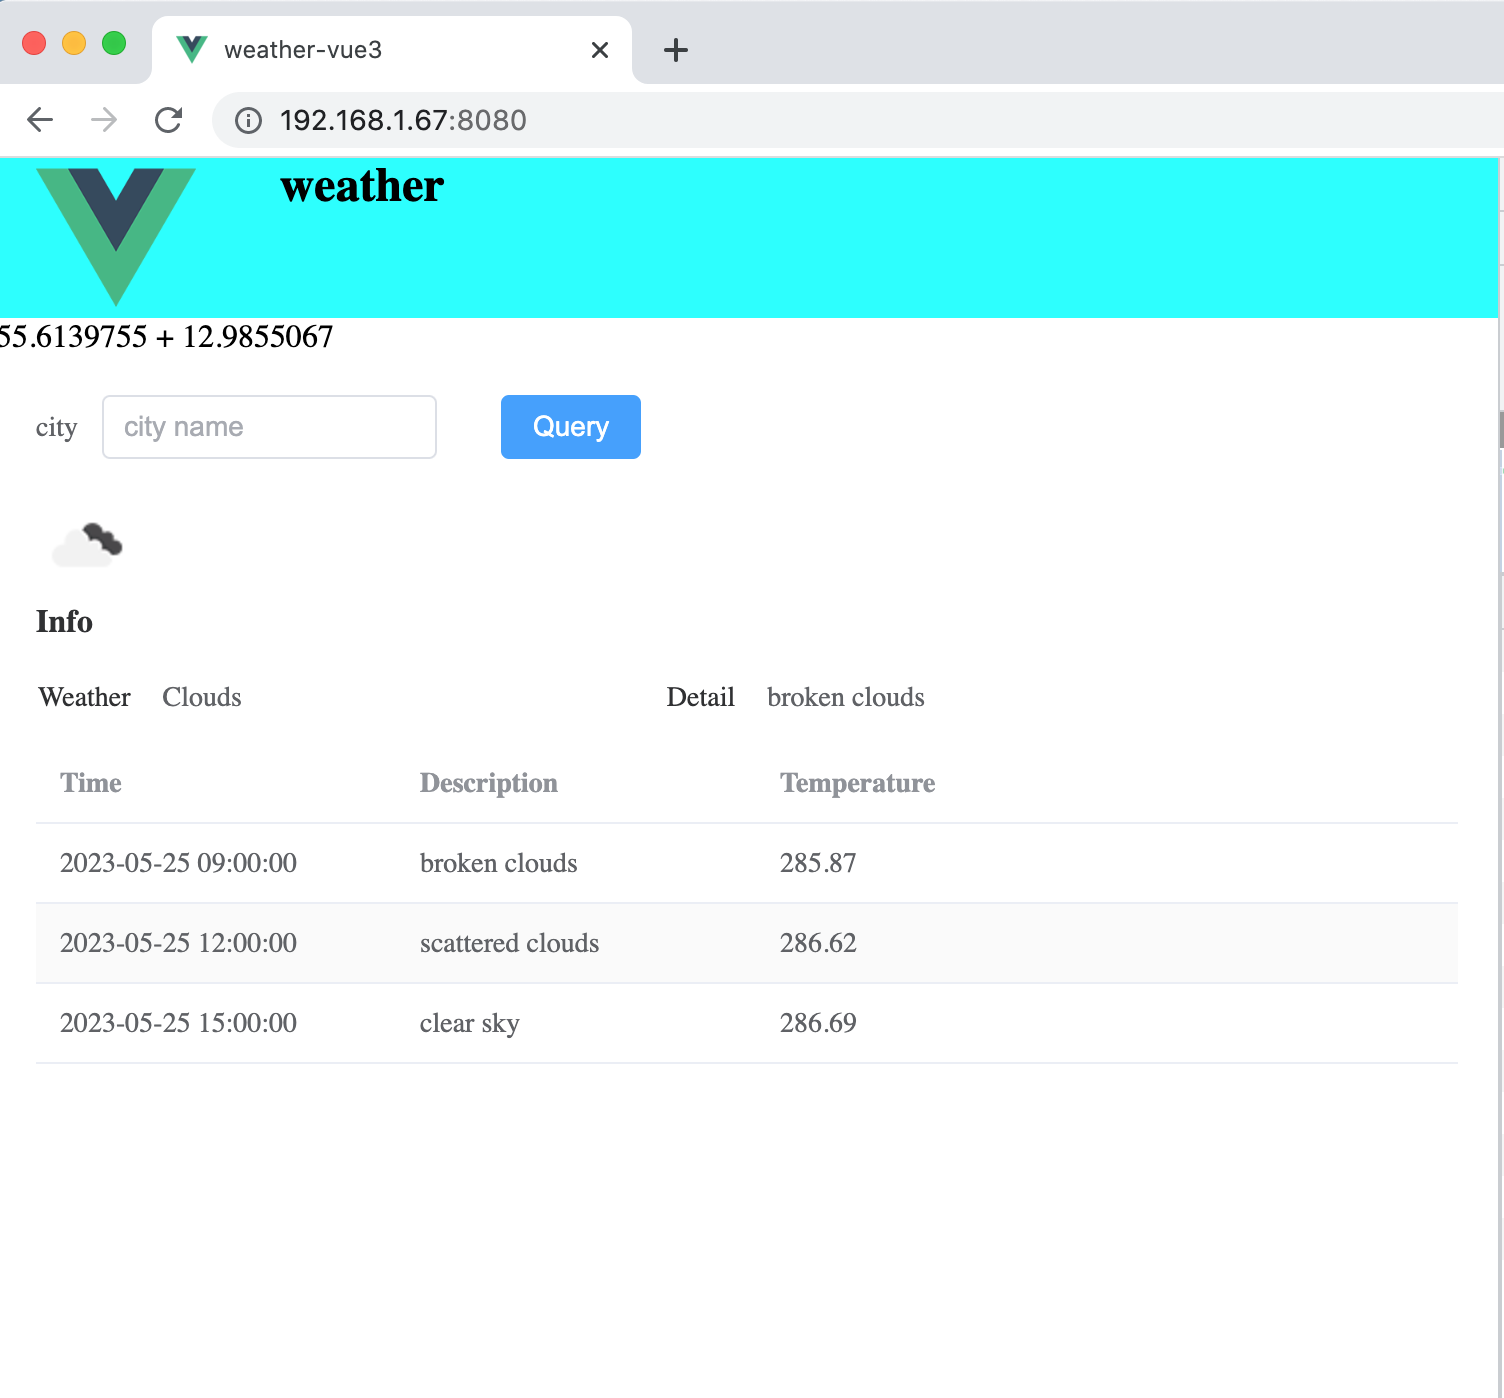 weather-vue3
192.168.1.67:8080
weather
55.6139755 + 12.9855067
city city name Query
Info
Weather Clouds Detail broken clouds
Time Description Temperature
2023-05-25 09:00:00 broken clouds 285.87
2023-05-25 12:00:00 scattered clouds 286.62
2023-05-25 15:00:00 clear sky 286.69